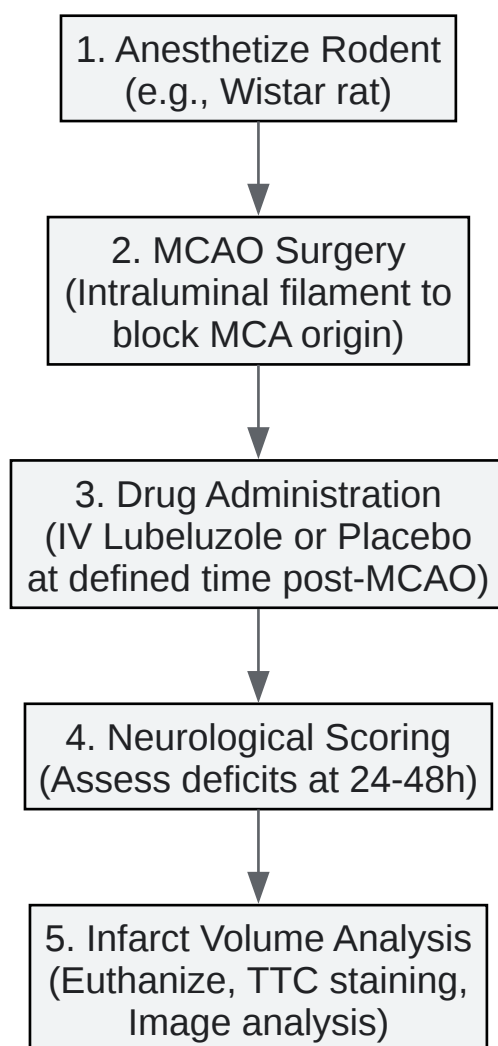 1. Anesthetize Rodent
(e.g., Wistar rat)
2. MCAO Surgery
(Intraluminal filament to
block MCA origin)
3. Drug Administration
(IV Lubeluzole or Placebo
at defined time post-MCAO)
4. Neurological Scoring
(Assess deficits at 24-48h)
5. Infarct Volume Analysis
(Euthanize, TTC staining,
Image analysis)